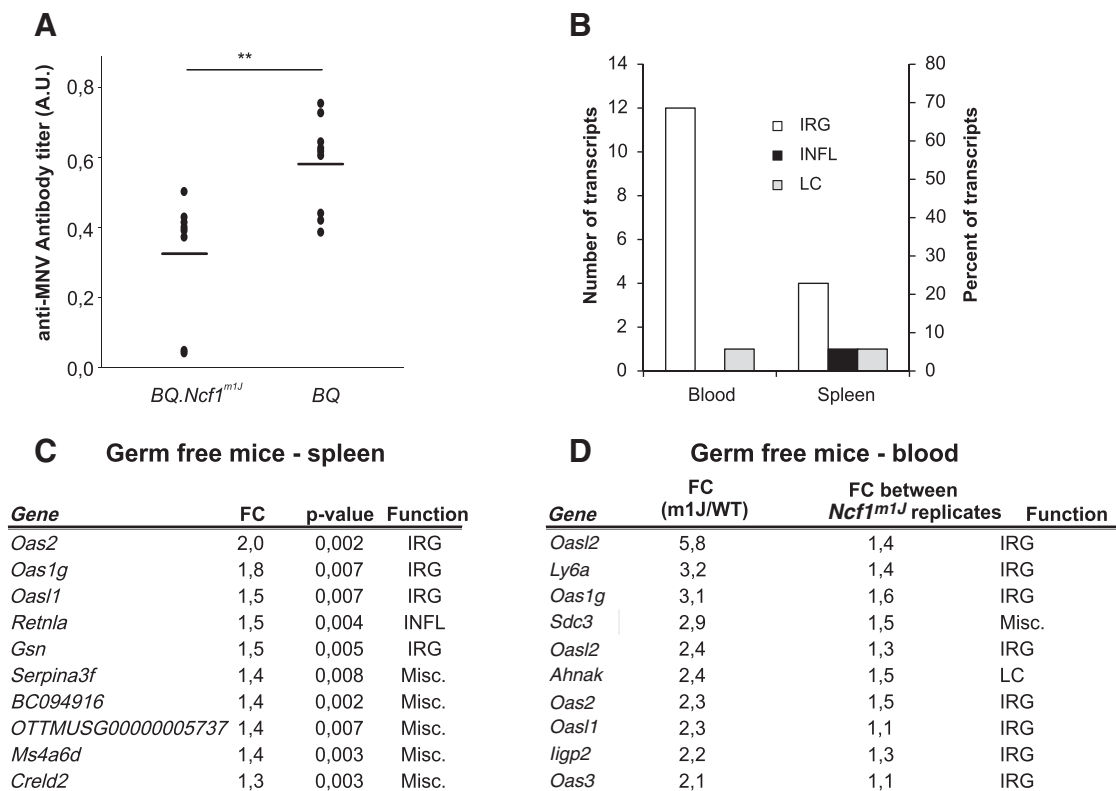 A
anti-MNV Antibody titer (A.U.)
0,8
0,6
0,4
0,2
0,0
**
BQ.Ncf1m1J
BQ
B
Number of transcripts
14
12
10
8
6
4
2
0
IRG
INFL
LC
80
70
60
50
40
30
20
10
0
Percent of transcripts
Blood
Spleen
C
Germ free mice - spleen
Gene FC p-value Function
Oas2 2,0 0,002 IRG
Oas1g 1,8 0,007 IRG
Oasl1 1,5 0,007 IRG
Retnla 1,5 0,004 INFL
Gsn 1,5 0,005 IRG
Serpina3f 1,4 0,008 Misc.
BC094916 1,4 0,002 Misc.
OTTMUSG00000005737 1,4 0,007 Misc.
Ms4a6d 1,4 0,003 Misc.
Creld2 1,3 0,003 Misc.
D
Germ free mice - blood
Gene FC (m1J/WT) FC between Ncf1m1J replicates Function
Oasl2 5,8 1,4 IRG
Ly6a 3,2 1,4 IRG
Oas1g 3,1 1,6 IRG
Sdc3 2,9 1,5 Misc.
Oasl2 2,4 1,3 IRG
Ahnak 2,4 1,5 LC
Oas2 2,3 1,5 IRG
Oasl1 2,3 1,1 IRG
Iigp2 2,2 1,3 IRG
Oas3 2,1 1,1 IRG